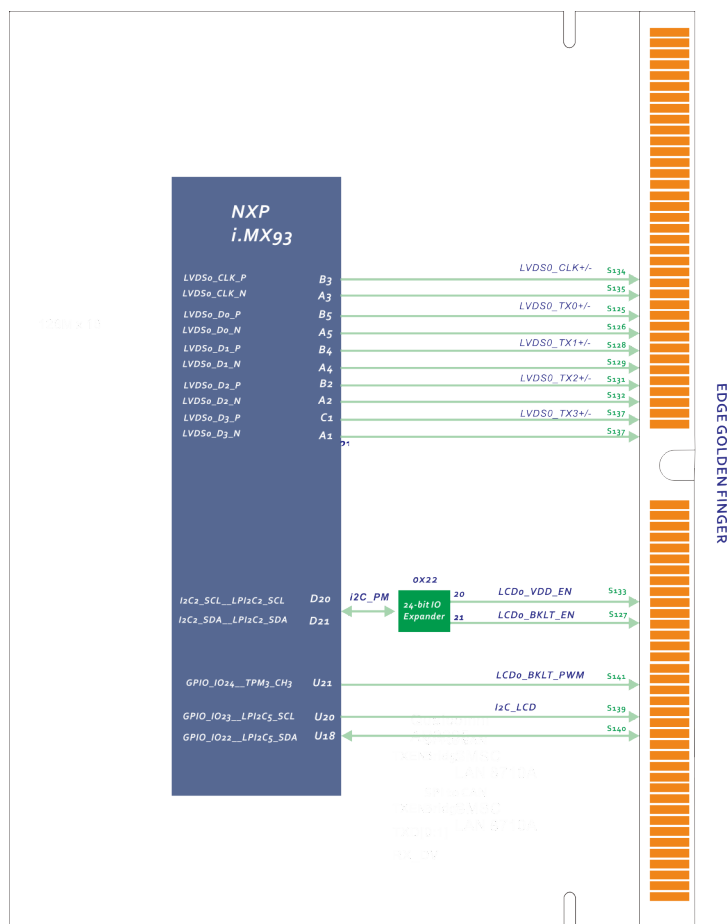 NXP
i.MX93
LVDS0_CLK_P B3 LVDS0_CLK+/- S134
LVDS0_CLK_N A3 S135
LVDS0_D0_P B5 LVDS0_TX0+/- S125
LVDS0_D0_N A5 S126
LVDS0_D1_P B4 LVDS0_TX1+/- S128
LVDS0_D1_N A4 S129
LVDS0_D2_P B2 LVDS0_TX2+/- S131
LVDS0_D2_N A2 S132
LVDS0_D3_P C1 LVDS0_TX3+/- S137
LVDS0_D3_N A1 S137
EDGE GOLDEN FINGER
0x22
I2C2_SCL__LPI2C2_SCL D20 i2C_PM 24-bit IO 20 LCD0_VDD_EN S133
I2C2_SDA__LPI2C2_SDA D21 Expander 21 LCD0_BKLT_EN S127
GPIO_IO24__TPM3_CH3 U21 LCD0_BKLT_PWM S141
GPIO_IO23__LPI2C5_SCL U20 I2C_LCD S139
GPIO_IO22__LPI2C5_SDA U18 S140